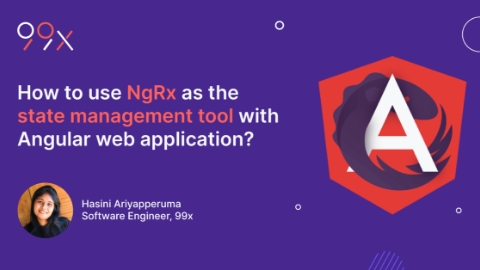 99x
How to use NgRx as the
state management tool with
Angular web application?
A
Hasini Ariyapperuma
Software Engineer, 99x